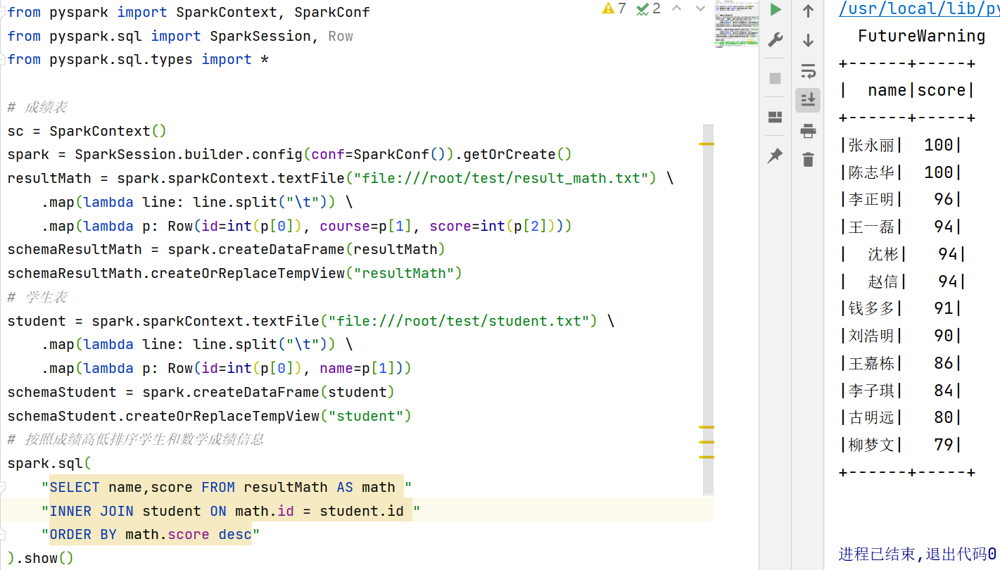 from pyspark import SparkContext, SparkConf
from pyspark.sql import SparkSession, Row
from pyspark.sql.types import *
# 成绩表
sc = SparkContext()
spark = SparkSession.builder.config(conf=SparkConf()).getOrCreate()
resultMath = spark.sparkContext.textFile("file:///root/test/result_math.txt") \
.map(lambda line: line.split("\t")) \
.map(lambda p: Row(id=int(p[0]), course=p[1], score=int(p[2])))
schemaResultMath = spark.createDataFrame(resultMath)
schemaResultMath.createOrReplaceTempView("resultMath")
# 学生表
student = spark.sparkContext.textFile("file:///root/test/student.txt") \
.map(lambda line: line.split("\t")) \
.map(lambda p: Row(id=int(p[0]), name=p[1]))
schemaStudent = spark.createDataFrame(student)
schemaStudent.createOrReplaceTempView("student")
# 按照成绩高低排序学生和数学成绩信息
spark.sql(
"SELECT name,score FROM resultMath AS math "
"INNER JOIN student ON math.id = student.id "
"ORDER BY math.score desc"
).show()
7 2
/usr/local/lib/py
FutureWarning
+------+-----+
|  name|score|
+------+-----+
|张永丽|  100|
|陈志华|  100|
|李正明|   96|
|王一磊|   94|
|  沈彬|   94|
|  赵信|   94|
|钱多多|   91|
|刘浩明|   90|
|王嘉栋|   86|
|李子琪|   84|
|古明远|   80|
|柳梦文|   79|
+------+-----+
进程已结束,退出代码0